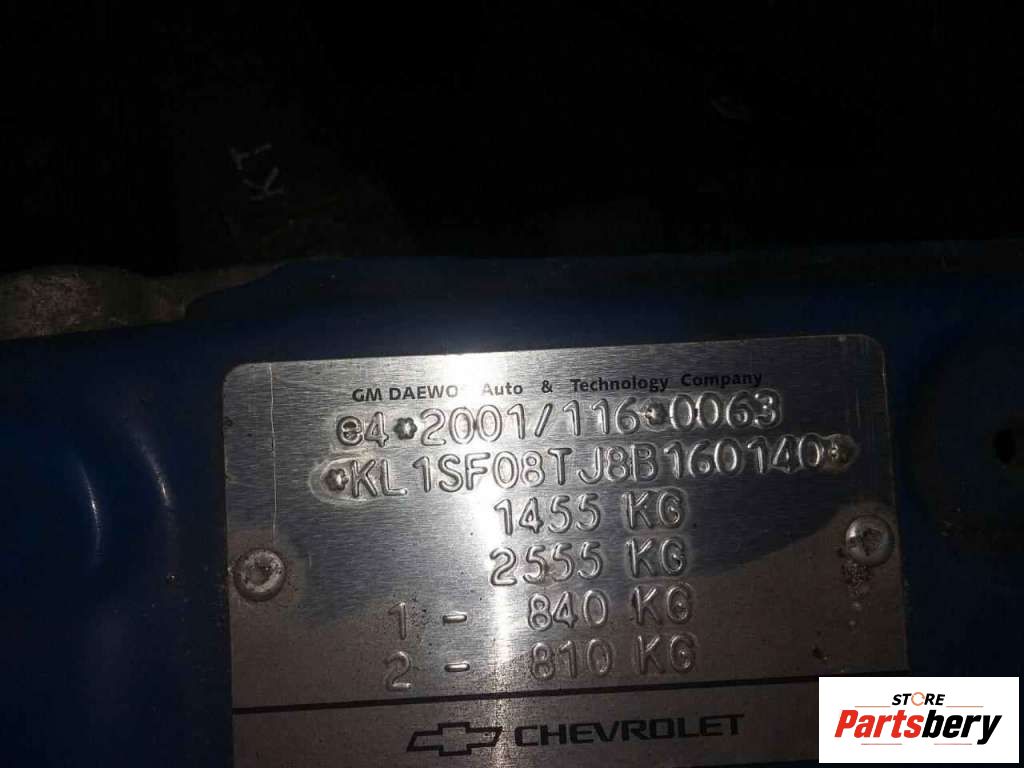 KT
GM DAEWOO Auto & Technology Company
e4*2001/116*0063
*KL1SF08TJ8B160140*
1455 KG
2555 KG
1 - 840 KG
2 - 810 KG
CHEVROLET
STORE
Partsbery